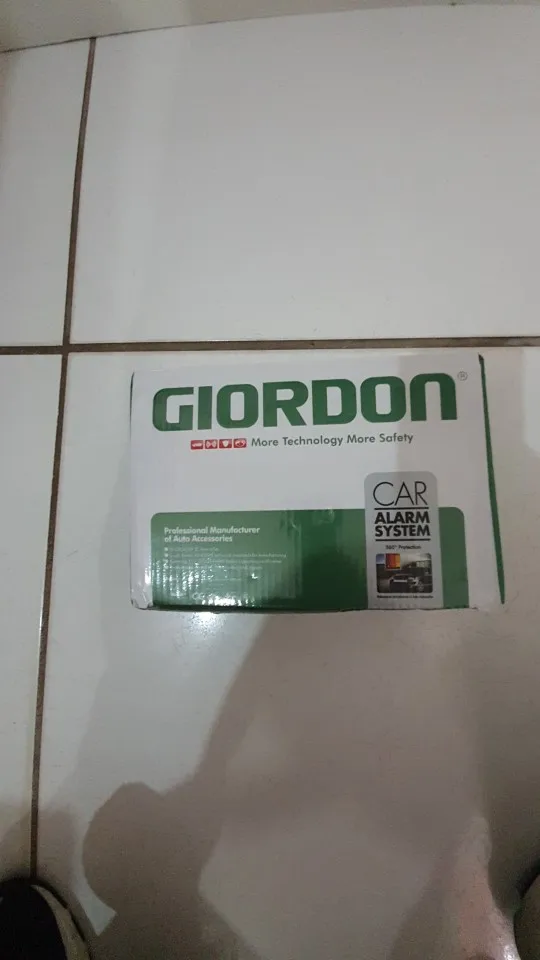 GIORDON®
More Technology More Safety
CAR
ALARM
SYSTEM
360° Protection
Professional Manufacturer
of Auto Accessories